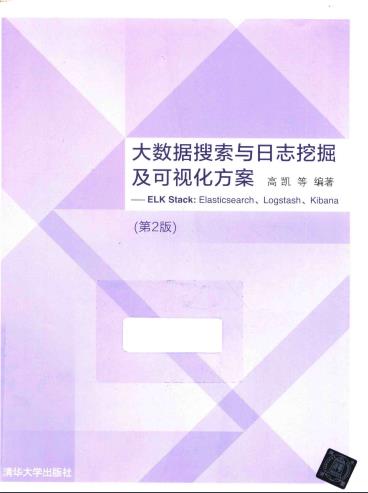 大数据搜索与日志挖掘
及可视化方案 高凯 等 编著
—— ELK Stack: Elasticsearch、Logstash、Kibana
(第2版)
清华大学出版社